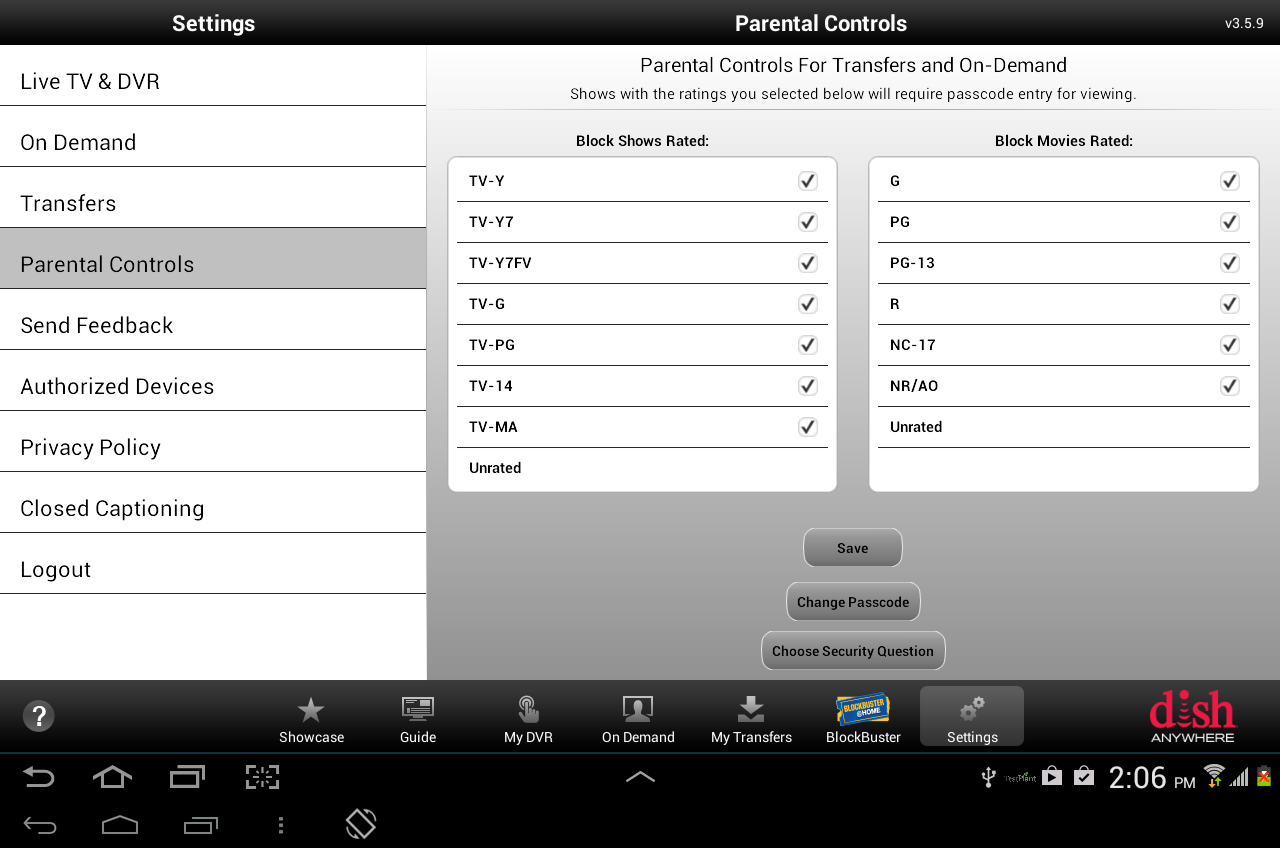 Settings
Parental Controls
v3.5.9
Live TV & DVR
On Demand
Transfers
Parental Controls
Send Feedback
Authorized Devices
Privacy Policy
Closed Captioning
Logout
Parental Controls For Transfers and On-Demand
Shows with the ratings you selected below will require passcode entry for viewing.
Block Shows Rated:
TV-Y
TV-Y7
TV-Y7FV
TV-G
TV-PG
TV-14
TV-MA
Unrated
Block Movies Rated:
G
PG
PG-13
R
NC-17
NR/AO
Unrated
Save
Change Passcode
Choose Security Question
?
Showcase
Guide
My DVR
On Demand
My Transfers
BLOCKBUSTER
@HOME
BlockBuster
Settings
dish
ANYWHERE
TestPlant
2:06 PM